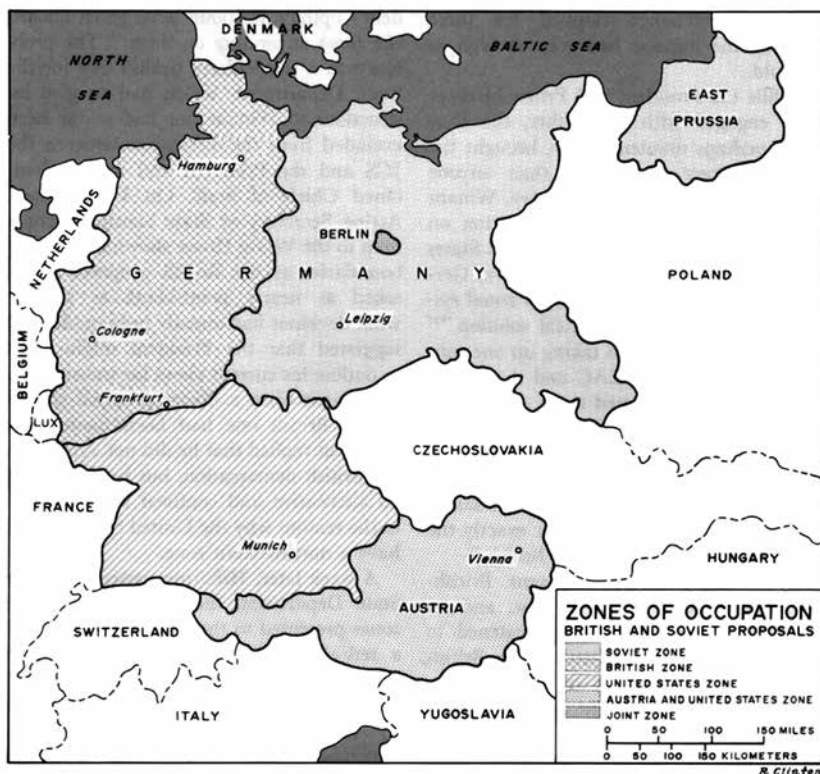 DENMARK
BALTIC SEA
NORTH
SEA
EAST
PRUSSIA
Hamburg
NETHERLANDS
BERLIN
GERMANY
POLAND
Leipzig
Cologne
BELGIUM
Frankfurt
LUX
CZECHOSLOVAKIA
FRANCE
Munich
Vienna
HUNGARY
AUSTRIA
SWITZERLAND
ITALY
YUGOSLAVIA
ZONES OF OCCUPATION
BRITISH AND SOVIET PROPOSALS
SOVIET ZONE
BRITISH ZONE
UNITED STATES ZONE
AUSTRIA AND UNITED STATES ZONE
JOINT ZONE
0 50 100 150 MILES
0 50 100 150 KILOMETERS
R. Clinton